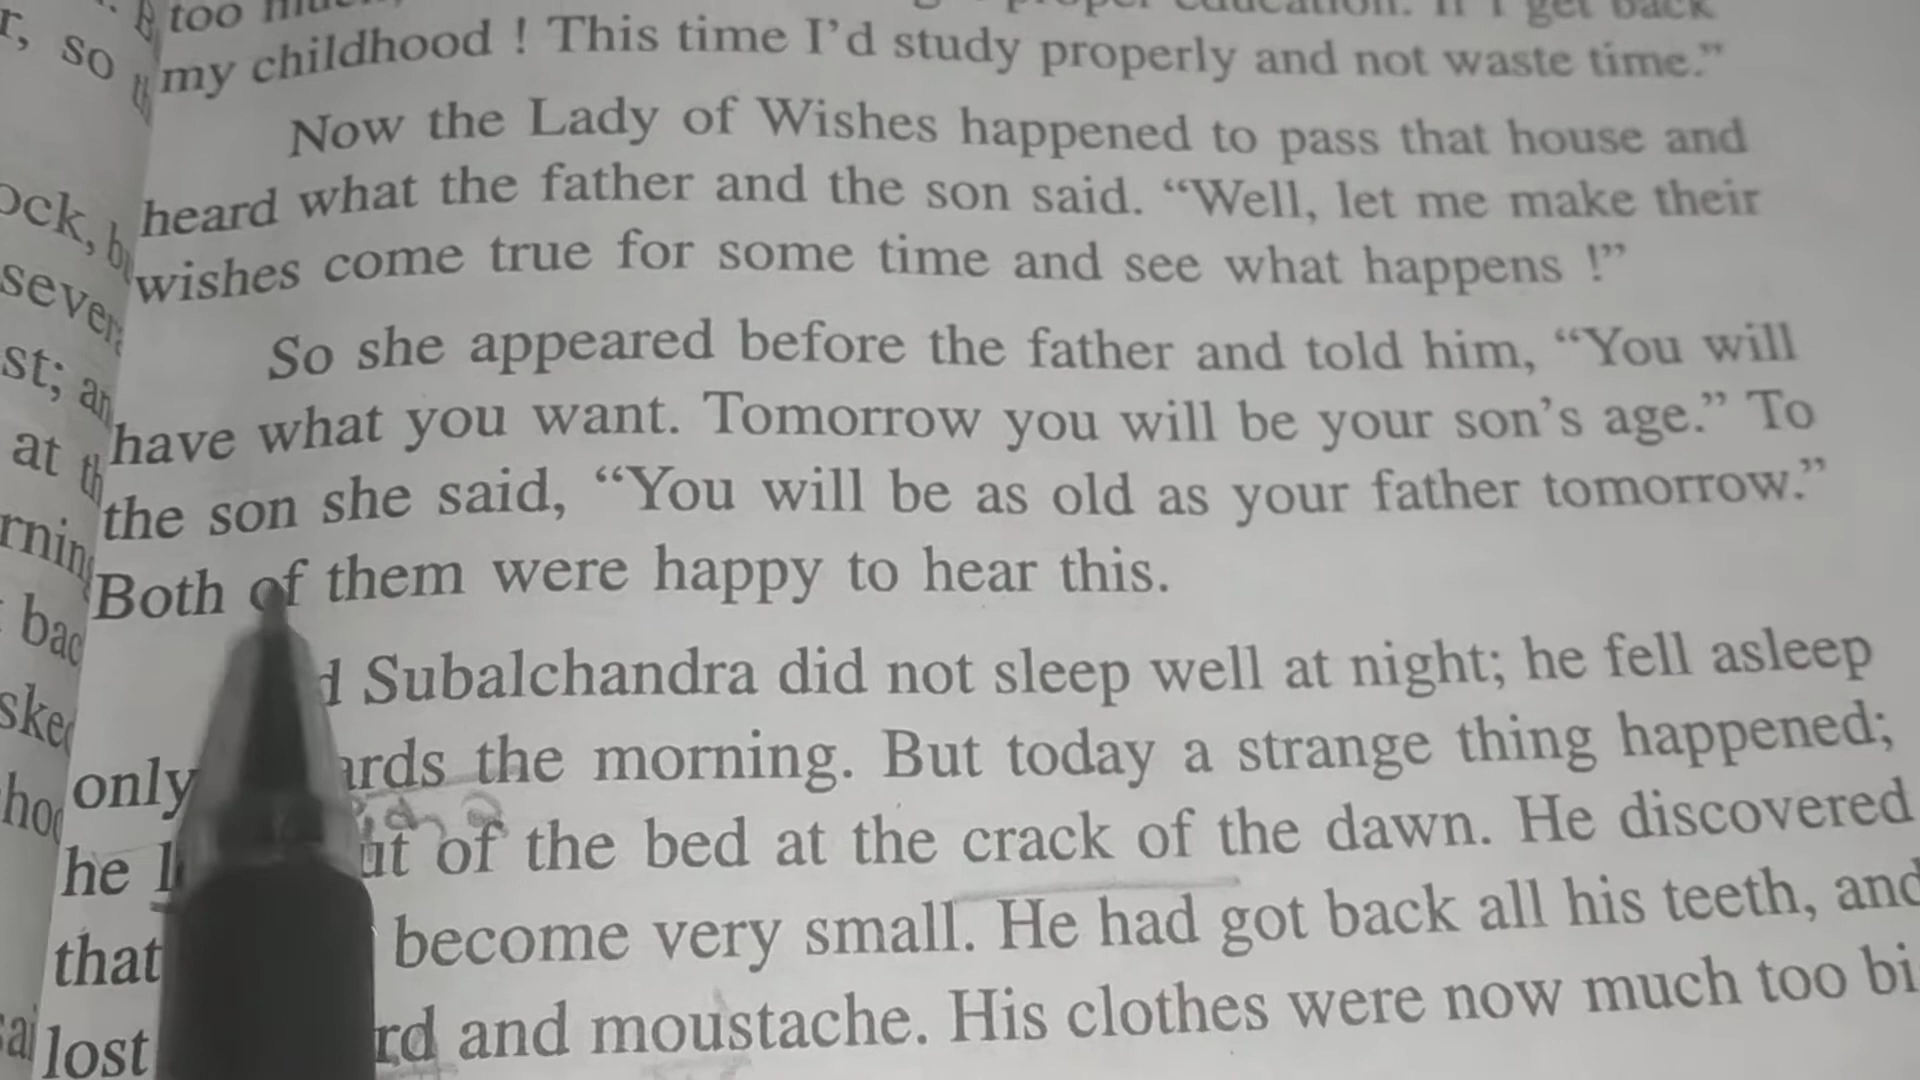 too
proper education. If I get back
my childhood ! This time I'd study properly and not waste time."
Now the Lady of Wishes happened to pass that house and
heard what the father and the son said. "Well, let me make their
wishes come true for some time and see what happens !"
So she appeared before the father and told him, "You will
have what you want. Tomorrow you will be your son's age." To
the son she said, "You will be as old as your father tomorrow."
Both of them were happy to hear this.
Subalchandra did not sleep well at night; he fell asleep
only the morning. But today a strange thing happened;
he of the bed at the crack of the dawn. He discovered
that become very small. He had got back all his teeth, and
lost and moustache. His clothes were now much too